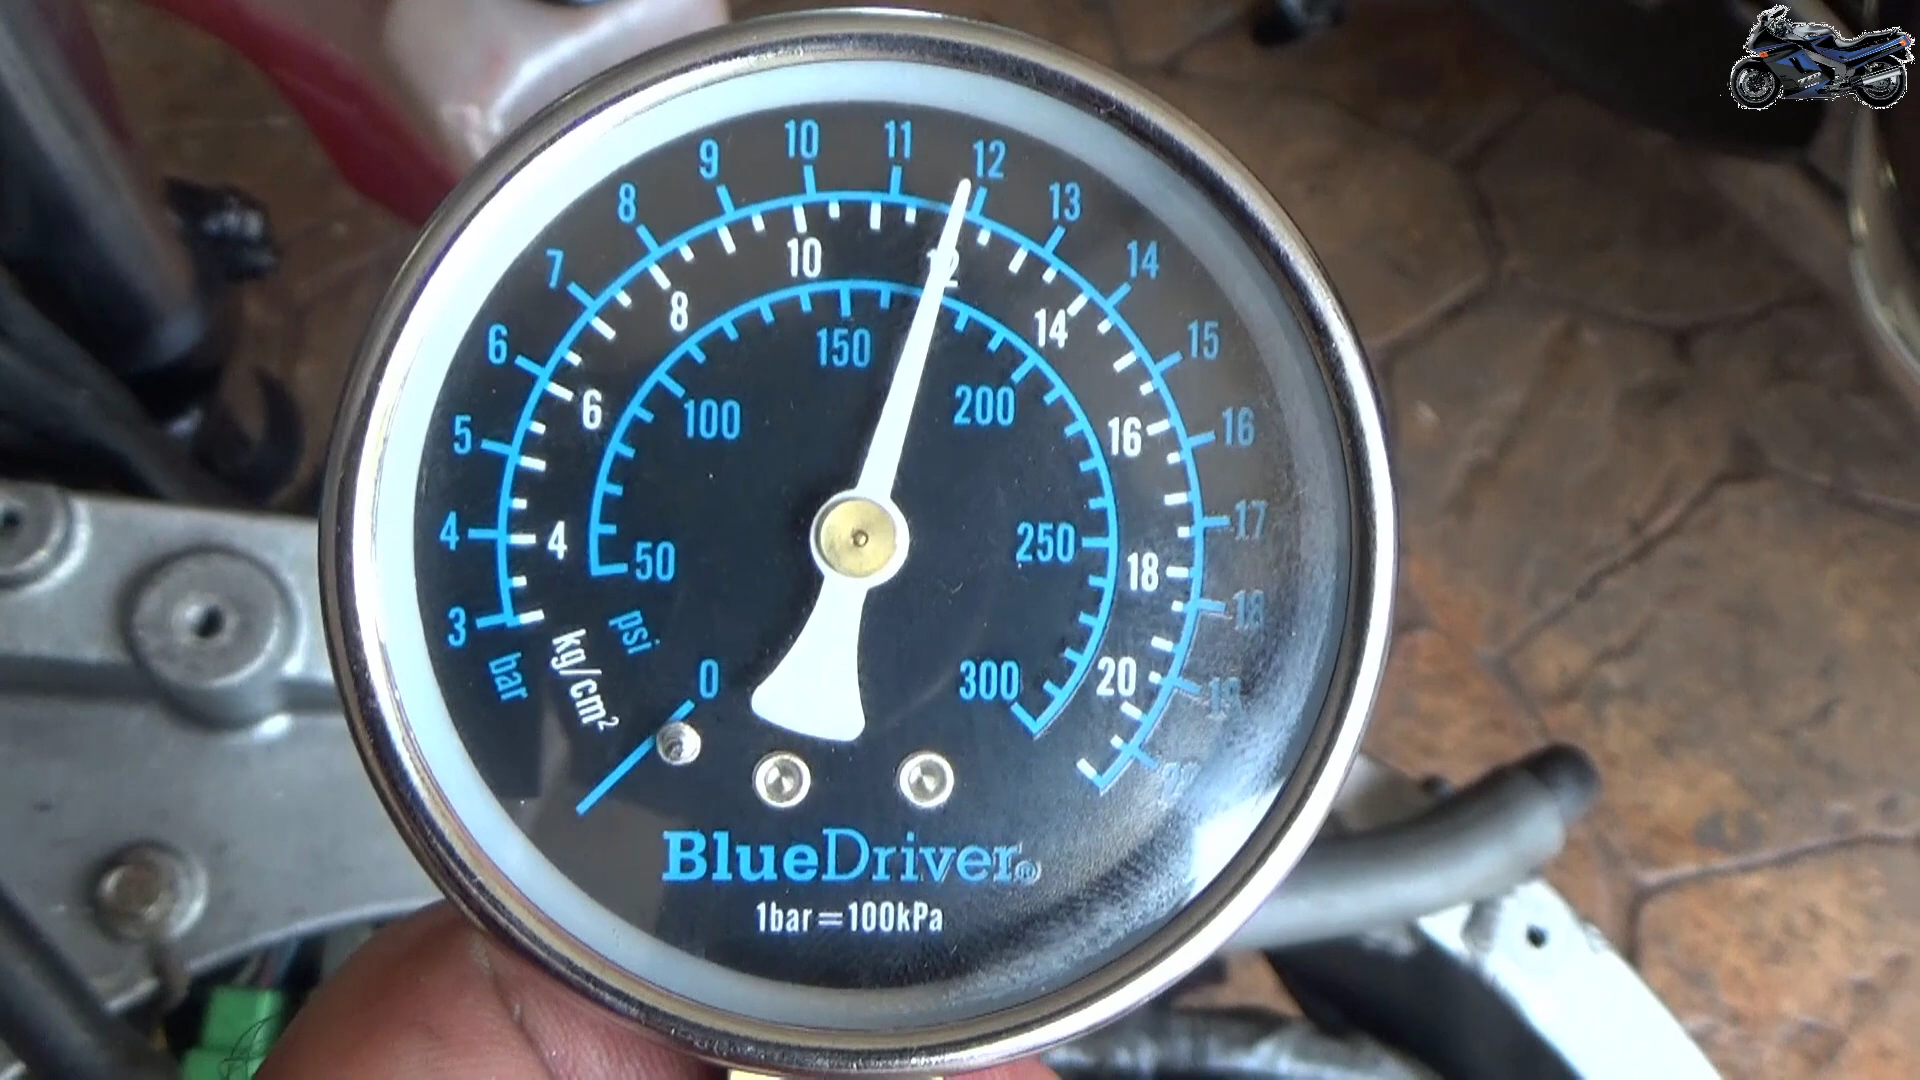 3 4 5 6 7 8 9 10 11 12 13 14 15 16 17 18 19
bar
4 6 8 10 12 14 16 18 20
kg/cm²
50 100 150 200 250 300
psi
0
BlueDriver®
1bar=100kPa